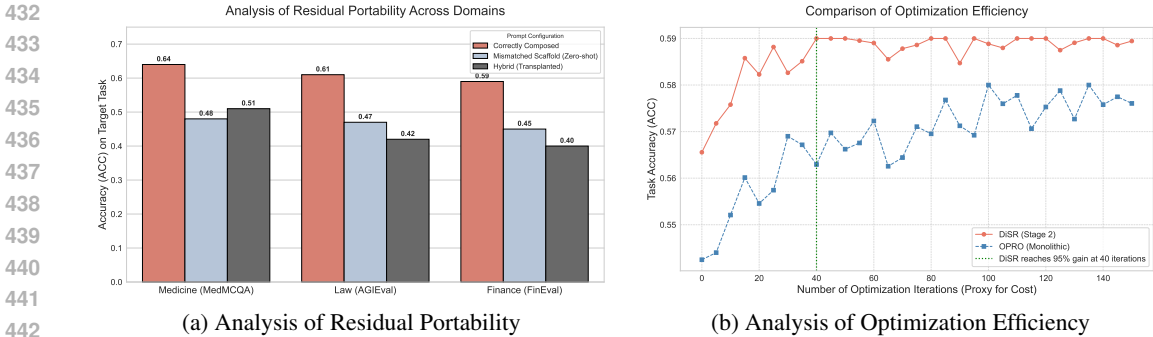 432
433
434
435
436
437
438
439
440
441
442
Analysis of Residual Portability Across Domains
Accuracy (ACC) on Target Task
0.7
0.6
0.5
0.4
0.3
0.2
0.1
0.0
Prompt Configuration
Correctly Composed
Mismatched Scaffold (Zero-shot)
Hybrid (Transplanted)
0.64
0.48
0.51
0.61
0.47
0.42
0.59
0.45
0.40
Medicine (MedMCQA)
Law (AGIEval)
Finance (FinEval)
(a) Analysis of Residual Portability
Comparison of Optimization Efficiency
Task Accuracy (ACC)
0.59
0.58
0.57
0.56
0.55
DiSR (Stage 2)
OPRO (Monolithic)
DiSR reaches 95% gain at 40 iterations
0
20
40
60
80
100
120
140
Number of Optimization Iterations (Proxy for Cost)
(b) Analysis of Optimization Efficiency